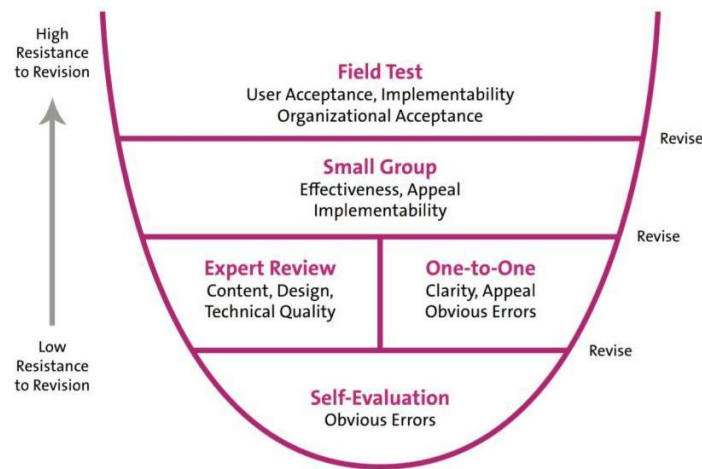 High
Resistance
to Revision
Field Test
User Acceptance, Implementability
Organizational Acceptance
Revise
Small Group
Effectiveness, Appeal
Implementability
Revise
Expert Review
Content, Design,
Technical Quality
One-to-One
Clarity, Appeal
Obvious Errors
Low
Resistance
to Revision
Revise
Self-Evaluation
Obvious Errors